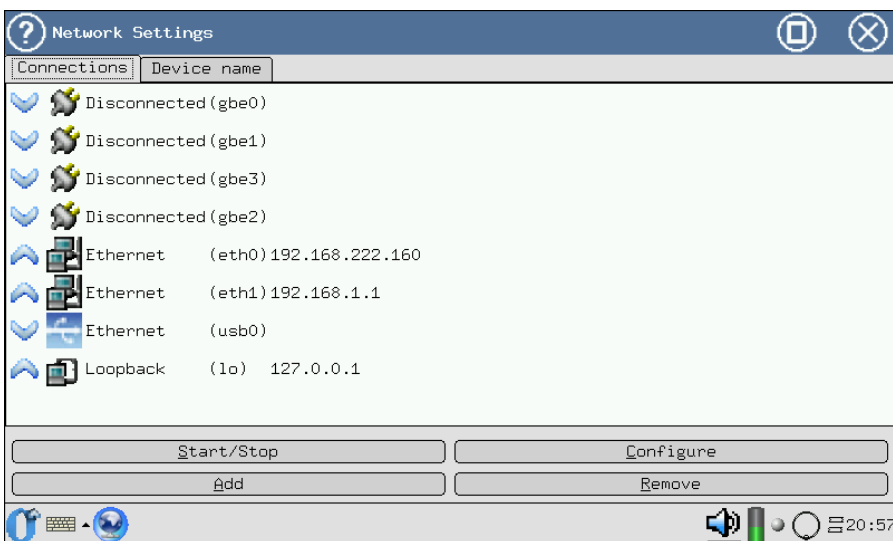 Network Settings
Connections Device name
Disconnected(gbe0)
Disconnected(gbe1)
Disconnected(gbe3)
Disconnected(gbe2)
Ethernet (eth0)192.168.222.160
Ethernet (eth1)192.168.1.1
Ethernet (usb0)
Loopback (lo) 127.0.0.1
Start/Stop Configure
Add Remove
20:57